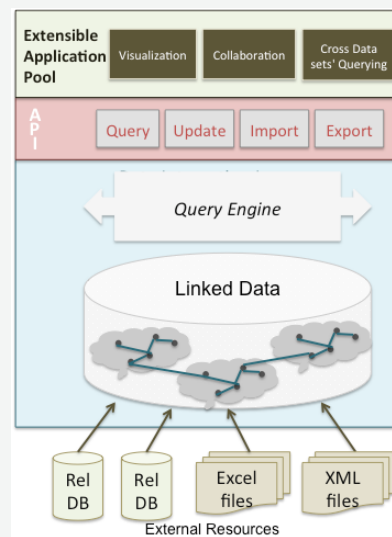 Extensible
Application
Pool
Visualization
Collaboration
Cross Data
sets' Querying
A
P
I
Query
Update
Import
Export
Query Engine
Linked Data
Rel
DB
Rel
DB
Excel
files
XML
files
External Resources